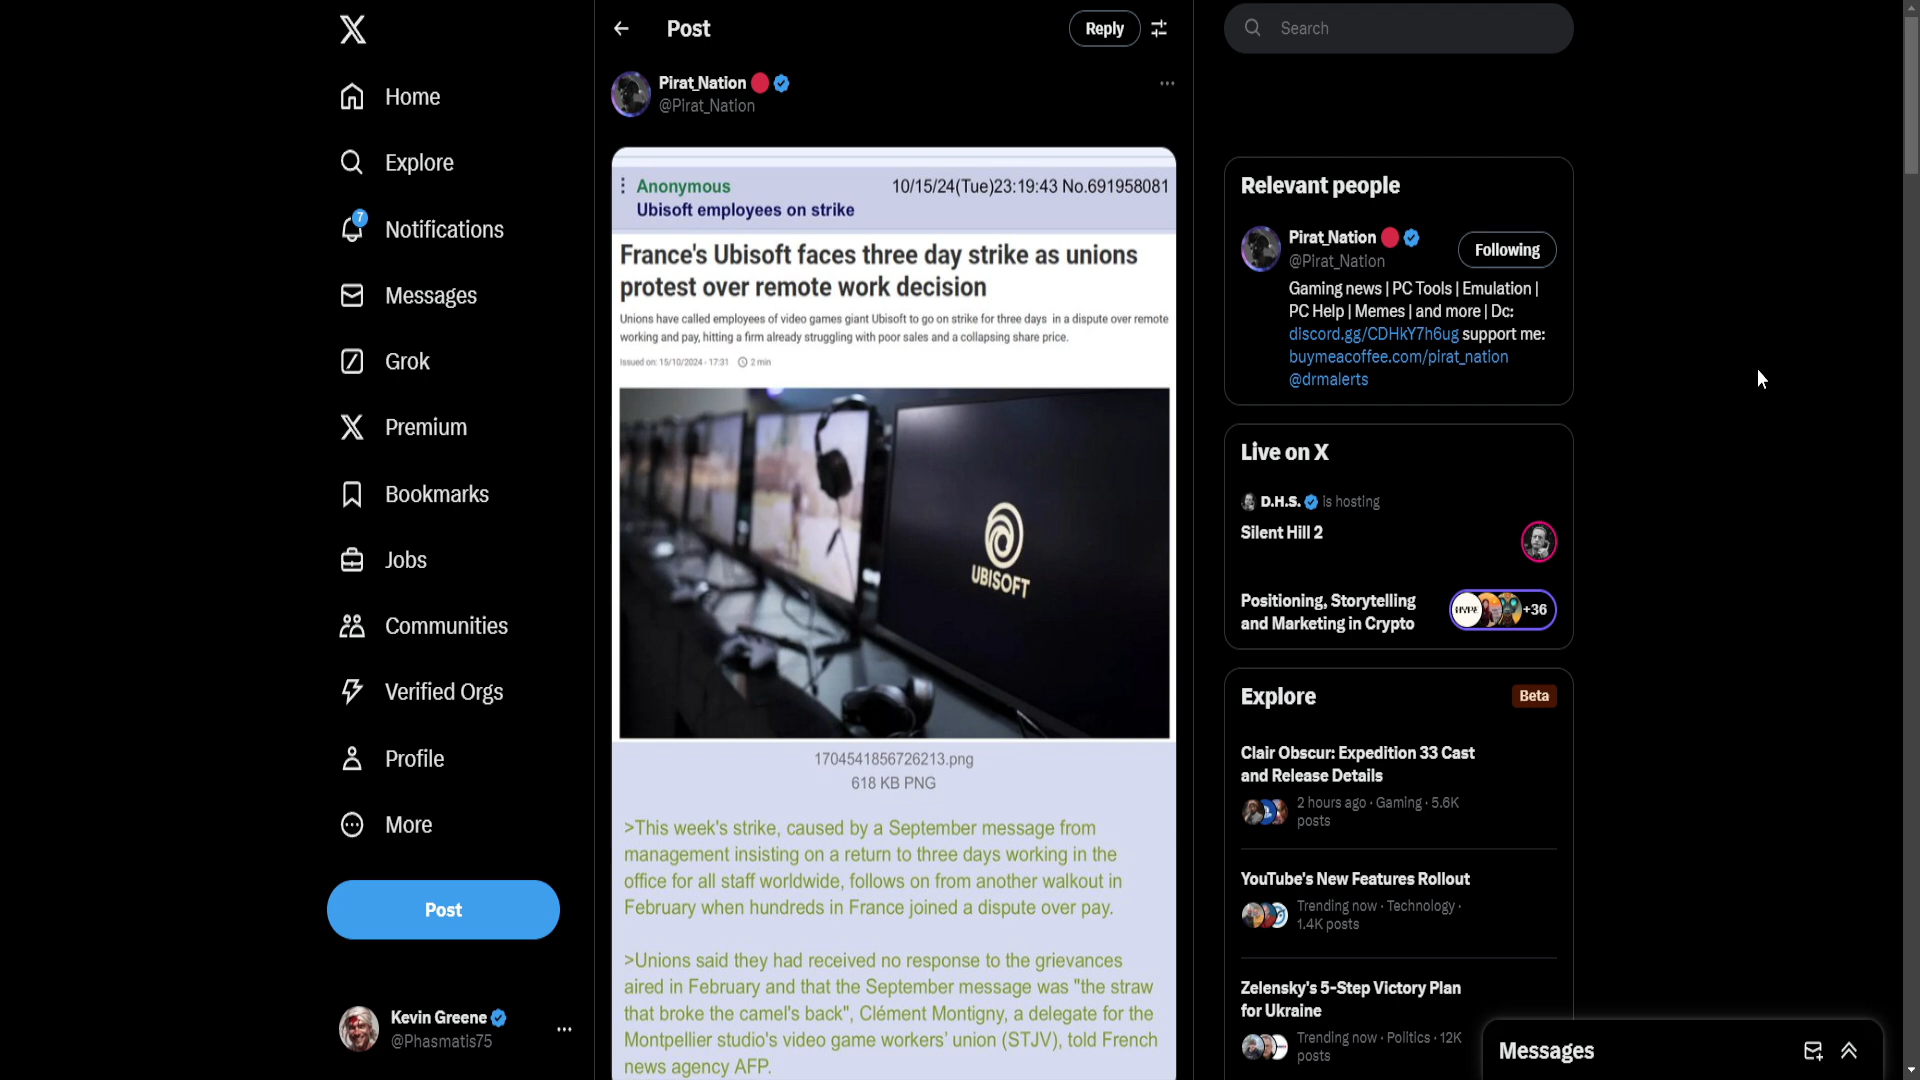 Home
Explore
7
Notifications
Messages
Grok
Premium
Bookmarks
Jobs
Communities
Verified Orgs
Profile
More
Post
Kevin Greene
@Phasmatis75
Post
Reply
Pirat_Nation
@Pirat_Nation
Anonymous 10/15/24(Tue)23:19:43 No.691958081
Ubisoft employees on strike
France's Ubisoft faces three day strike as unions
protest over remote work decision
Unions have called employees of video games giant Ubisoft to go on strike for three days in a dispute over remote
working and pay, hitting a firm already struggling with poor sales and a collapsing share price.
Issued on: 15/10/2024 - 17:31 2 min
UBISOFT
1704541856726213.png
618 KB PNG
>This week's strike, caused by a September message from
management insisting on a return to three days working in the
office for all staff worldwide, follows on from another walkout in
February when hundreds in France joined a dispute over pay.
>Unions said they had received no response to the grievances
aired in February and that the September message was "the straw
that broke the camel's back", Clément Montigny, a delegate for the
Montpellier studio's video game workers' union (STJV), told French
news agency AFP.
Search
Relevant people
Pirat_Nation
@Pirat_Nation
Following
Gaming news | PC Tools | Emulation |
PC Help | Memes | and more | Dc:
discord.gg/CDHkY7h6ug support me:
buymeacoffee.com/pirat_nation
@drmalerts
Live on X
D.H.S. is hosting
Silent Hill 2
Positioning, Storytelling
and Marketing in Crypto
HYPE
+36
Explore
Beta
Clair Obscur: Expedition 33 Cast
and Release Details
2 hours ago · Gaming · 5.6K
posts
YouTube's New Features Rollout
Trending now · Technology ·
1.4K posts
Zelensky's 5-Step Victory Plan
for Ukraine
Trending now · Politics · 12K
posts
Messages